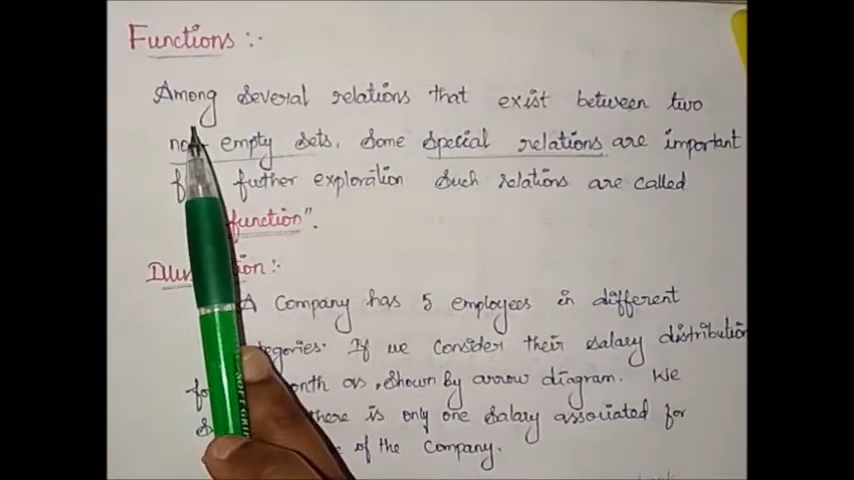 Functions :-
Among several relations that exist between two
empty sets, Some special relations are important
further exploration Such relations are called
function".
:-
A Company has 5 employees in different
If we consider their salary distribution
month as, shown by arrow diagram. We
there is only one salary associated for
of the Company.
SOFT GRIP